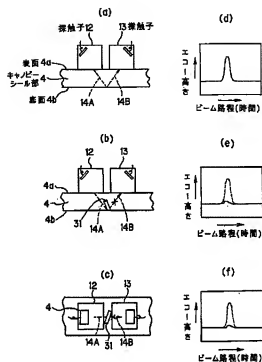 (a)
探触子
12
13探触子
表面4a
4
キャノピー
シール部
裏面4b
14A
14B
(d)
エコー高さ
ビーム路程(時間)
(b)
12
13
4a
4
4b
31
14A
14B
(e)
エコー高さ
ビーム路程(時間)
(c)
4
12
13
14A
31
14B
(f)
エコー高さ
ビーム路程(時間)